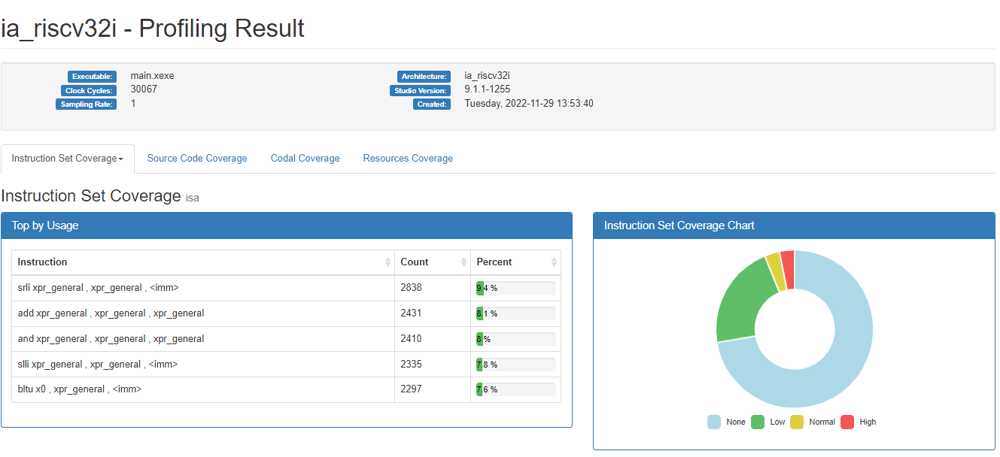 ia_riscv32i - Profiling Result
Executable: main.xexe Architecture: ia_riscv32i
Clock Cycles: 30067 Studio Version: 9.1.1-1255
Sampling Rate: 1 Created: Tuesday, 2022-11-29 13:53:40
Instruction Set Coverage Source Code Coverage Codal Coverage Resources Coverage
Instruction Set Coverage isa
Top by Usage
Instruction Count Percent
srli xpr_general , xpr_general , <imm> 2838 9.4 %
add xpr_general , xpr_general , xpr_general 2431 8.1 %
and xpr_general , xpr_general , xpr_general 2410 8 %
slli xpr_general , xpr_general , <imm> 2335 7.8 %
bltu x0 , xpr_general , <imm> 2297 7.6 %
Instruction Set Coverage Chart
None Low Normal High